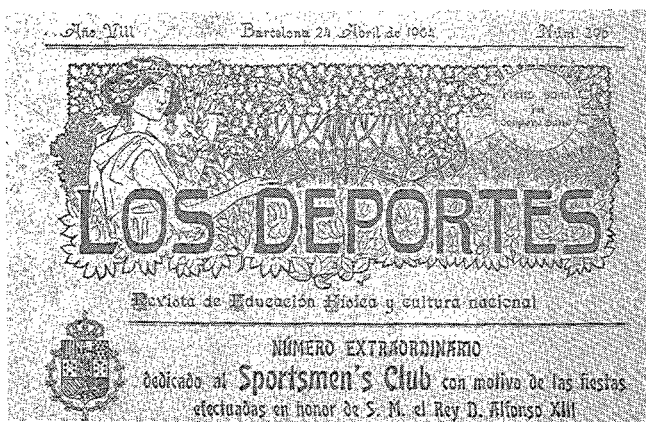 Año VIII Barcelona 24 Abril de 1904 Núm. 396
LOS DEPORTES
Revista de Educación Física y cultura nacional
NÚMERO EXTRAORDINARIO
dedicado al Sportsmen's Club con motivo de las fiestas
efectuadas en honor de S. M. el Rey D. Alfonso XIII